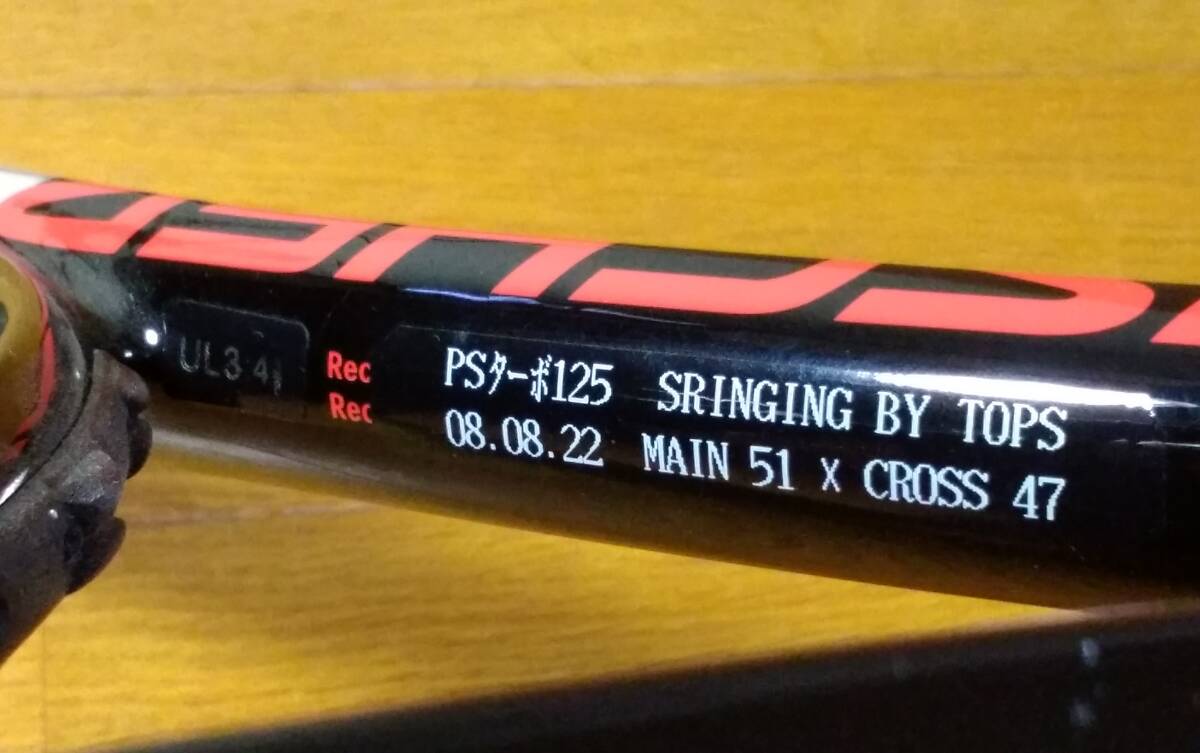 UL3 4
Rec
Rec
PSターボ125 SRINGING BY TOPS
08.08.22 MAIN 51 X CROSS 47